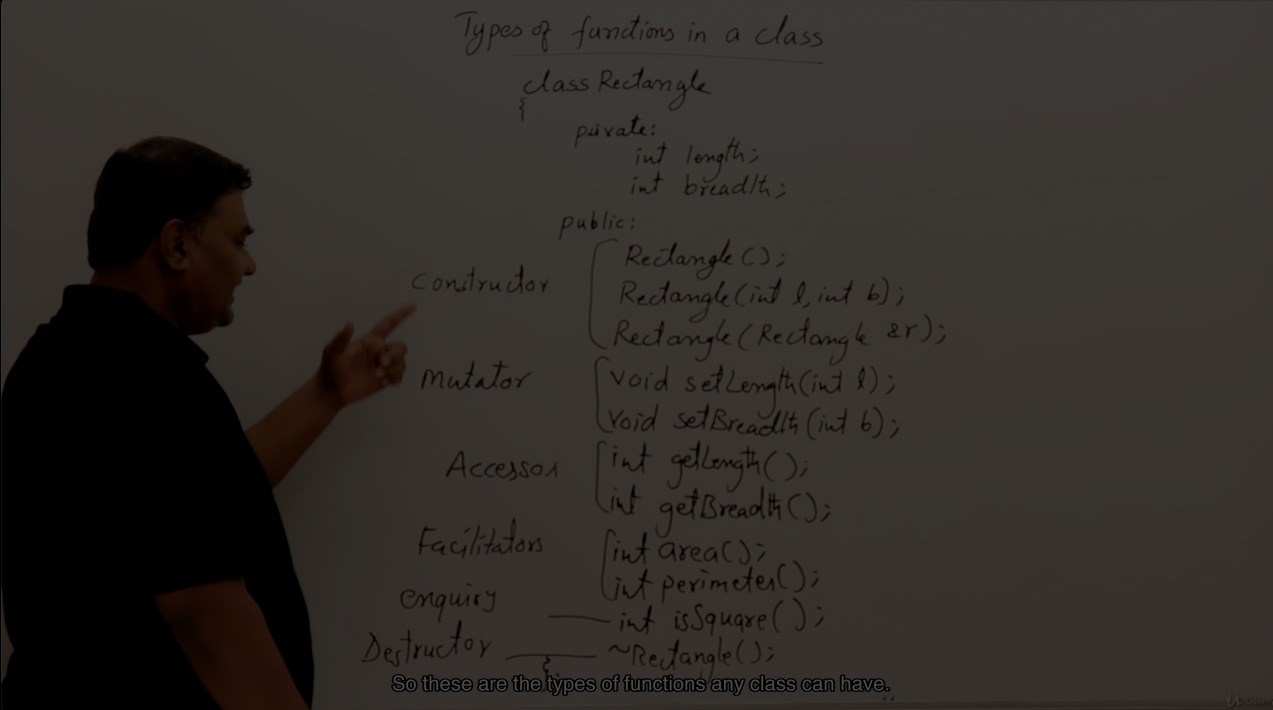 Types of functions in a class
class Rectangle
{
private:
int length;
int breadth;
public:
Constructor
Rectangle();
Rectangle(int l, int b);
Rectangle(Rectangle &r);
Mutator
void setLength(int l);
void setBreadth(int b);
Accessor
int getLength();
int getBreadth();
Facilitators
int area();
int perimeter();
enquiry
int isSquare();
Destructor
~Rectangle();
So these are the types of functions any class can have.